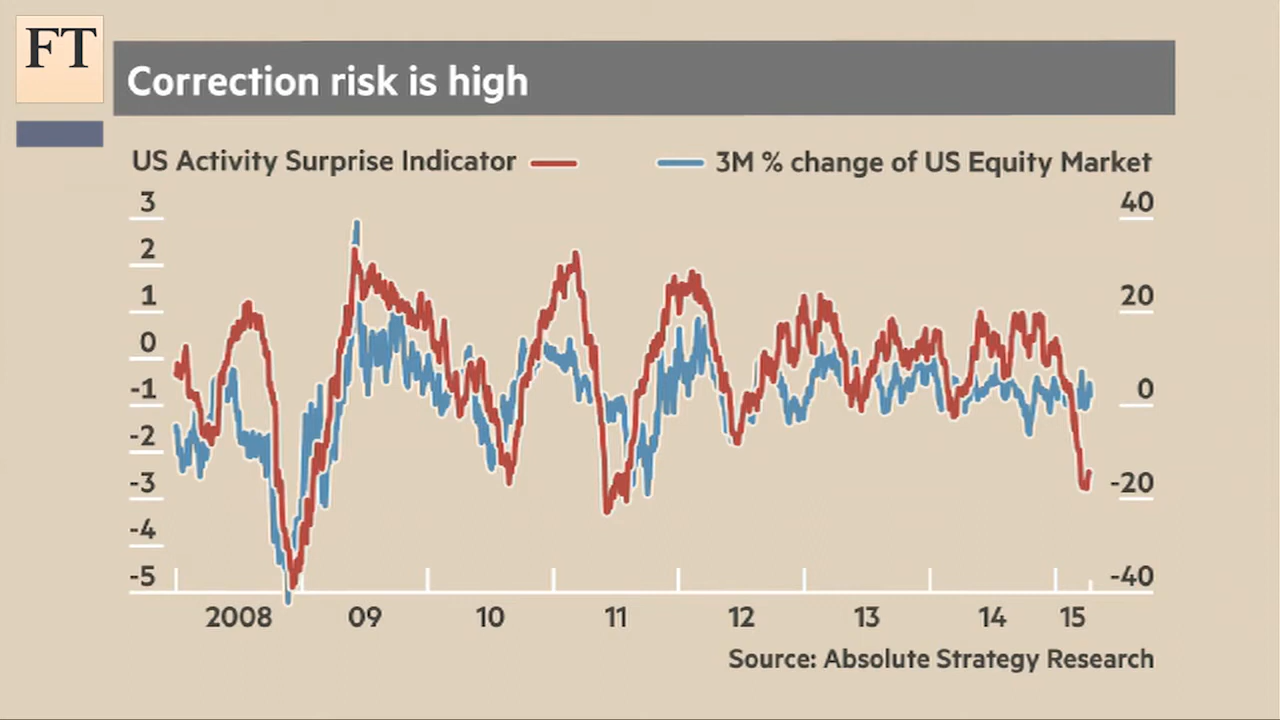 FT
Correction risk is high
US Activity Surprise Indicator
3M % change of US Equity Market
3 40
2
1 20
0
-1 0
-2
-3 -20
-4
-5 -40
2008 09 10 11 12 13 14 15
Source: Absolute Strategy Research